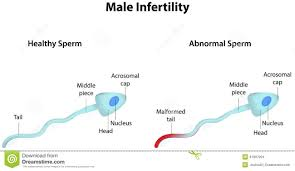 Male Infertility
Healthy Sperm
Abnormal Sperm
Acrosomal
cap
Middle
piece
Tail
Nucleus
Head
Acrosomal
cap
Middle
piece
Malformed
tail
Nucleus
Head
Download from
Dreamstime.com